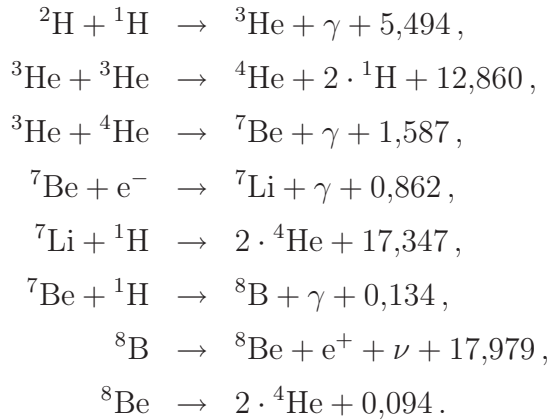 ²H + ¹H → ³He + γ + 5,494 ,
³He + ³He → ⁴He + 2 · ¹H + 12,860 ,
³He + ⁴He → ⁷Be + γ + 1,587 ,
⁷Be + e⁻ → ⁷Li + γ + 0,862 ,
⁷Li + ¹H → 2 · ⁴He + 17,347 ,
⁷Be + ¹H → ⁸B + γ + 0,134 ,
⁸B → ⁸Be + e⁺ + ν + 17,979 ,
⁸Be → 2 · ⁴He + 0,094 .